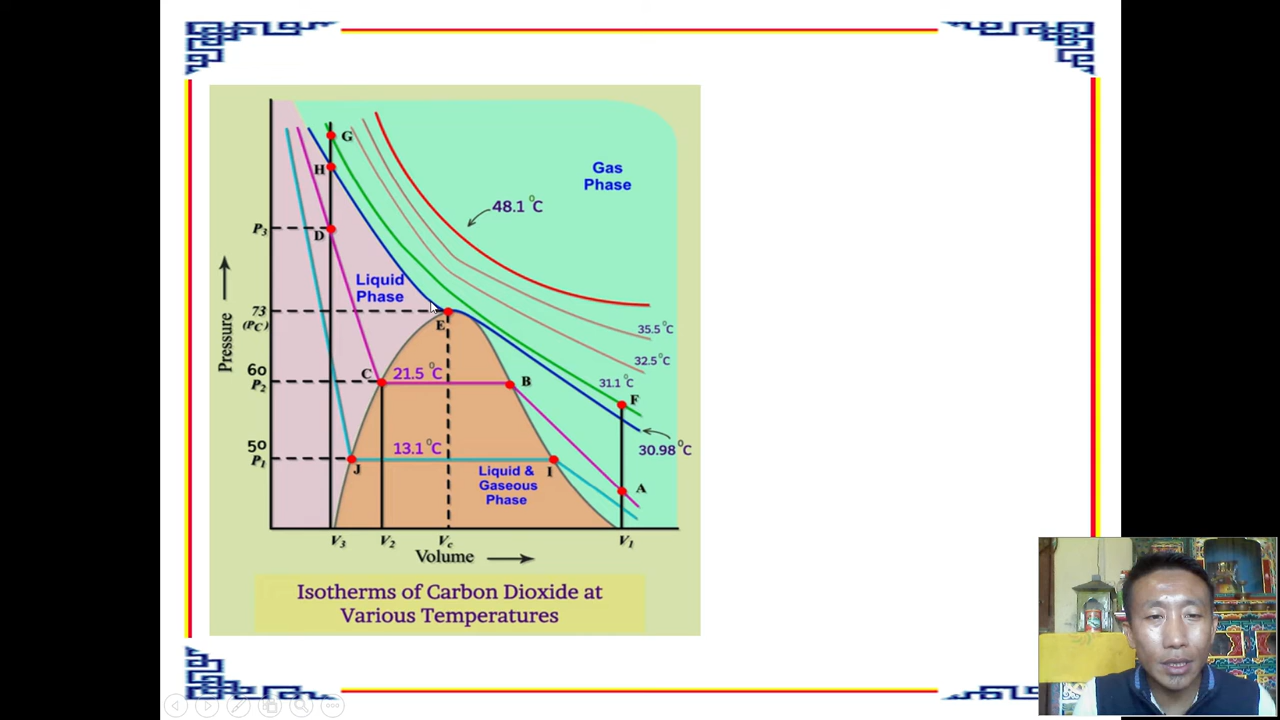 G
Gas
Phase
H
48.1 °C
P3
D
Liquid
Phase
73
(PC)
E
35.5 °C
Pressure
32.5 °C
60
P2
C
21.5 °C
B
31.1 °C
F
30.98 °C
50
P1
13.1 °C
J
I
Liquid &
Gaseous
Phase
A
V3
V2
Vc
V1
Volume
Isotherms of Carbon Dioxide at
Various Temperatures